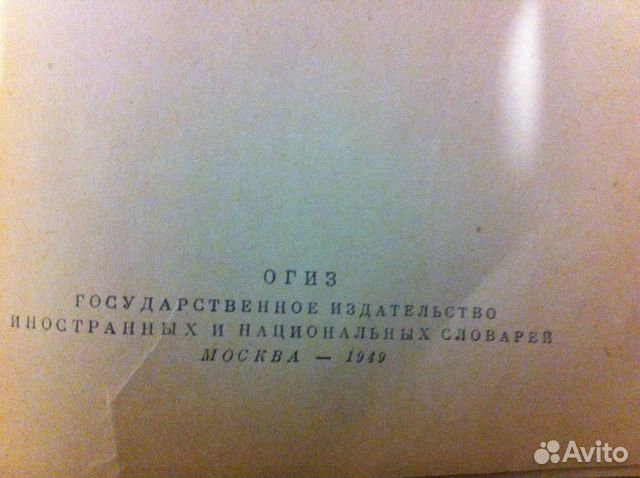 ОГИЗ
ГОСУДАРСТВЕННОЕ ИЗДАТЕЛЬСТВО
ИНОСТРАННЫХ И НАЦИОНАЛЬНЫХ СЛОВАРЕЙ
МОСКВА — 1949
Avito